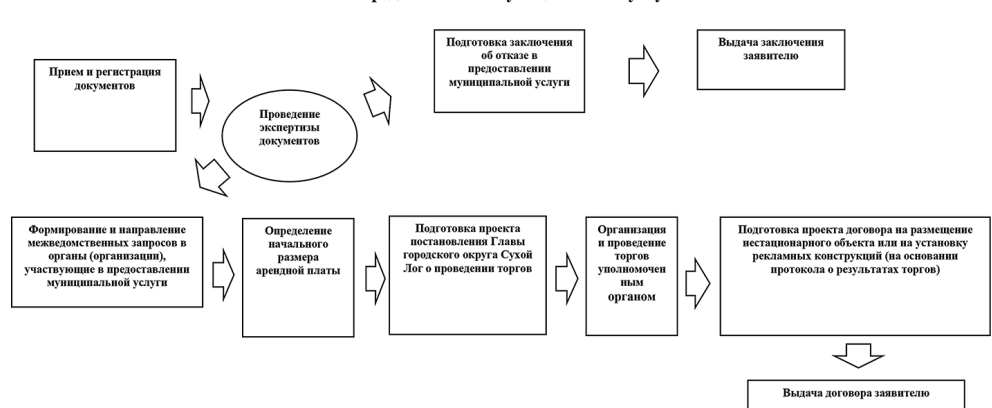 Подготовка заключения
об отказе в
предоставлении
муниципальной услуги
Выдача заключения
заявителю
Прием и регистрация
документов
Проведение
экспертизы
документов
Формирование и направление
межведомственных запросов в
органы (организации),
участвующие в предоставлении
муниципальной услуги
Определение
начального
размера
арендной платы
Подготовка проекта
постановления Главы
городского округа Сухой
Лог о проведении торгов
Организация
и проведение
торгов
уполномочен
ным
органом
Подготовка проекта договора на размещение
нестационарного объекта или на установку
рекламных конструкций (на основании
протокола о результатах торгов)
Выдача договора заявителю